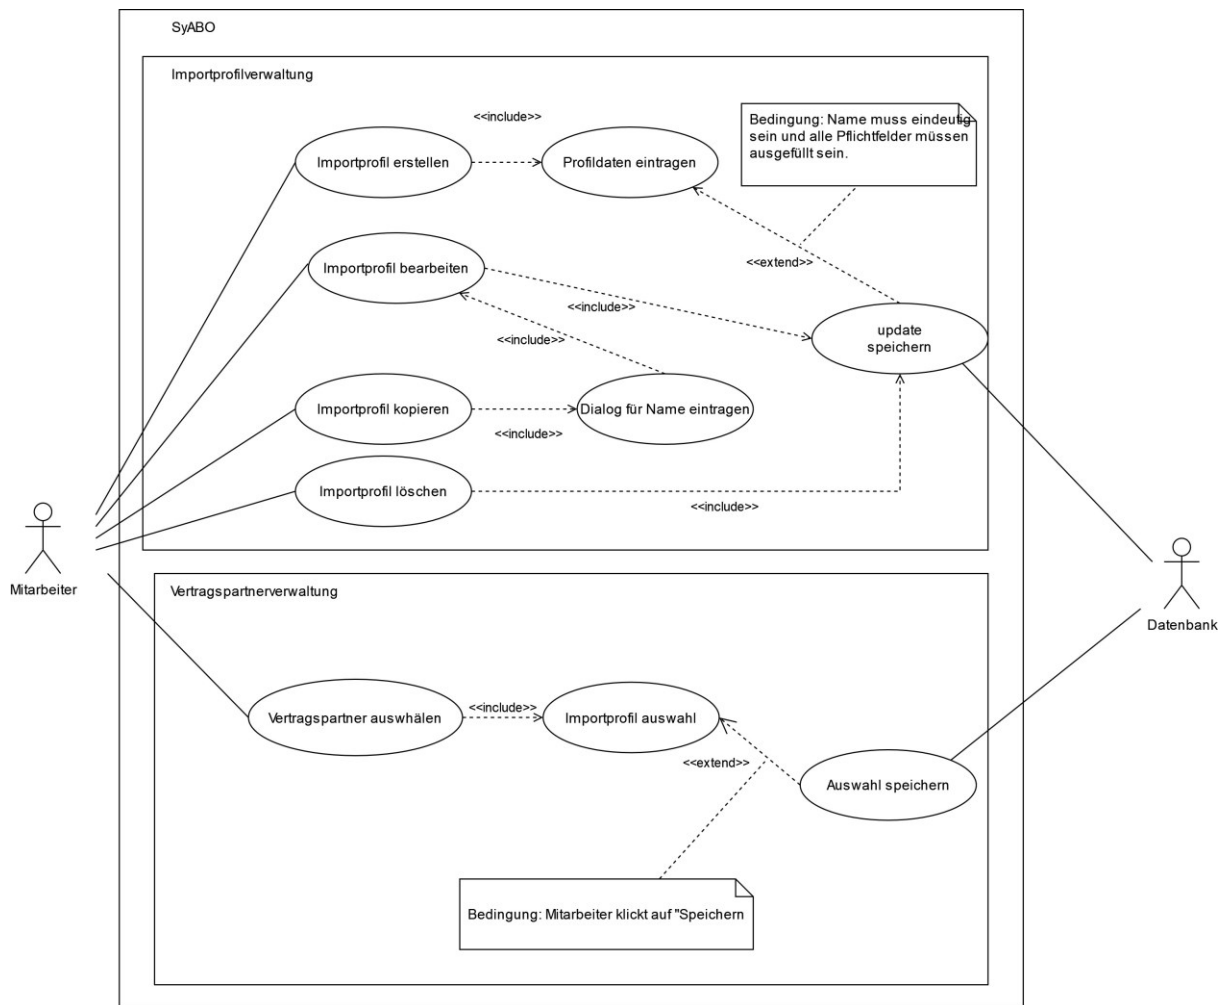 SyABO
Importprofilverwaltung
<<include>>
Bedingung: Name muss eindeutig
sein und alle Pflichtfelder müssen
ausgefüllt sein.
Importprofil erstellen
Profildaten eintragen
<<extend>>
Importprofil bearbeiten
<<include>>
update
speichern
<<include>>
Importprofil kopieren
Dialog für Name eintragen
<<include>>
Importprofil löschen
<<include>>
Mitarbeiter
Datenbank
Vertragspartnerverwaltung
Vertragspartner auswhälen
<<include>>
Importprofil auswahl
<<extend>>
Auswahl speichern
Bedingung: Mitarbeiter klickt auf "Speichern